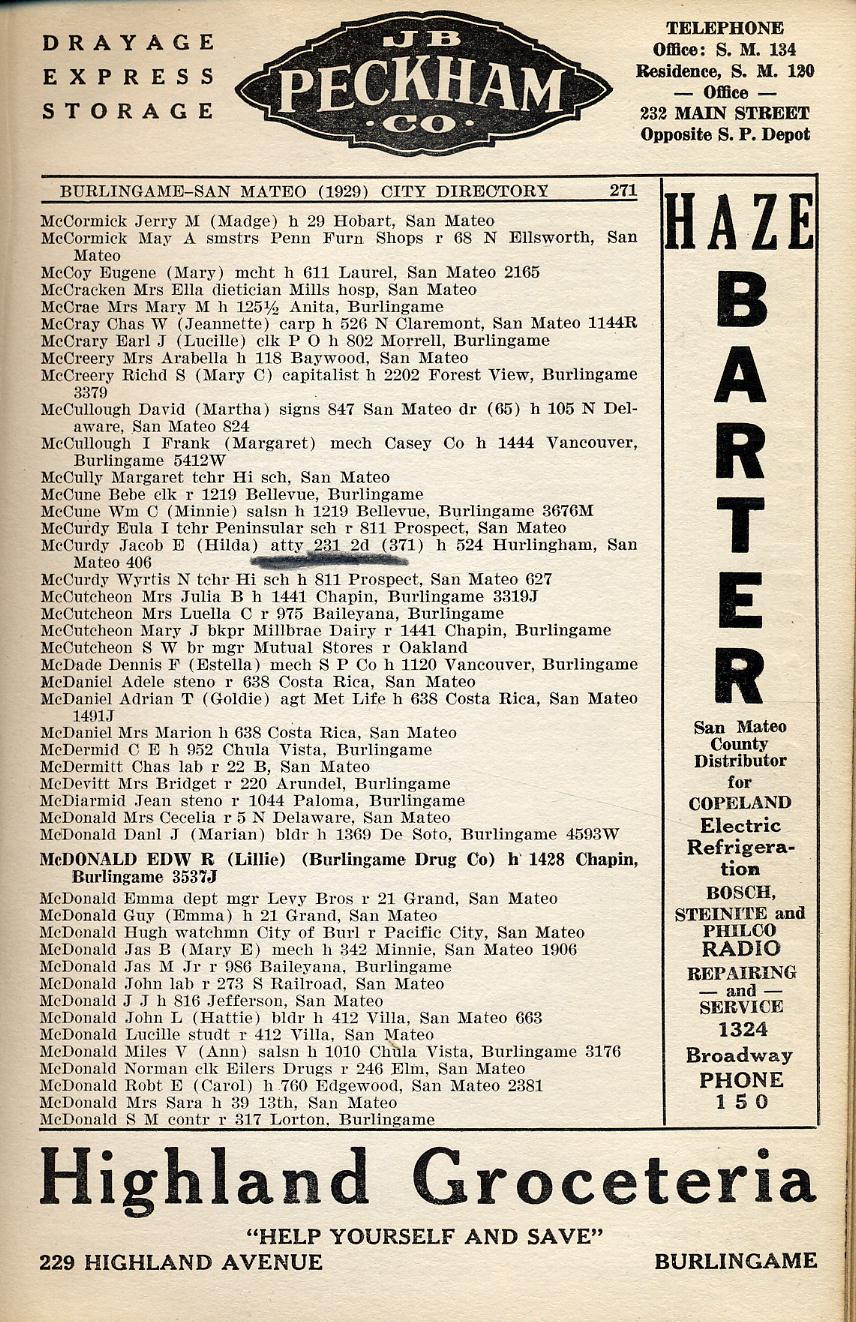 DRAYAGE
EXPRESS
STORAGE
JB
PECKHAM
·CO·
TELEPHONE
Office: S. M. 134
Residence, S. M. 120
— Office —
232 MAIN STREET
Opposite S. P. Depot
BURLINGAME–SAN MATEO (1929) CITY DIRECTORY 271
McCormick Jerry M (Madge) h 29 Hobart, San Mateo
McCormick May A smstrs Penn Furn Shops r 68 N Ellsworth, San
Mateo
McCoy Eugene (Mary) mcht h 611 Laurel, San Mateo 2165
McCracken Mrs Ella dietician Mills hosp, San Mateo
McCrae Mrs Mary M h 125½ Anita, Burlingame
McCray Chas W (Jeannette) carp h 526 N Claremont, San Mateo 1144R
McCrary Earl J (Lucille) clk P O h 802 Morrell, Burlingame
McCreery Mrs Arabella h 118 Baywood, San Mateo
McCreery Richd S (Mary C) capitalist h 2202 Forest View, Burlingame
3379
McCullough David (Martha) signs 847 San Mateo dr (65) h 105 N Del-
aware, San Mateo 824
McCullough I Frank (Margaret) mech Casey Co h 1444 Vancouver,
Burlingame 5412W
McCully Margaret tchr Hi sch, San Mateo
McCune Bebe clk r 1219 Bellevue, Burlingame
McCune Wm C (Minnie) salsn h 1219 Bellevue, Burlingame 3676M
McCurdy Eula I tchr Peninsular sch r 811 Prospect, San Mateo
McCurdy Jacob E (Hilda) atty 231 2d (371) h 524 Hurlingham, San
Mateo 406
McCurdy Wyrtis N tchr Hi sch h 811 Prospect, San Mateo 627
McCutcheon Mrs Julia B h 1441 Chapin, Burlingame 3319J
McCutcheon Mrs Luella C r 975 Baileyana, Burlingame
McCutcheon Mary J bkpr Millbrae Dairy r 1441 Chapin, Burlingame
McCutcheon S W br mgr Mutual Stores r Oakland
McDade Dennis F (Estella) mech S P Co h 1120 Vancouver, Burlingame
McDaniel Adele steno r 638 Costa Rica, San Mateo
McDaniel Adrian T (Goldie) agt Met Life h 638 Costa Rica, San Mateo
1491J
McDaniel Mrs Marion h 638 Costa Rica, San Mateo
McDermid C E h 952 Chula Vista, Burlingame
McDermitt Chas lab r 22 B, San Mateo
McDevitt Mrs Bridget r 220 Arundel, Burlingame
McDiarmid Jean steno r 1044 Paloma, Burlingame
McDonald Mrs Cecelia r 5 N Delaware, San Mateo
McDonald Danl J (Marian) bldr h 1369 De Soto, Burlingame 4593W
McDONALD EDW R (Lillie) (Burlingame Drug Co) h 1428 Chapin,
Burlingame 3537J
McDonald Emma dept mgr Levy Bros r 21 Grand, San Mateo
McDonald Guy (Emma) h 21 Grand, San Mateo
McDonald Hugh watchmn City of Burl r Pacific City, San Mateo
McDonald Jas B (Mary E) mech h 342 Minnie, San Mateo 1906
McDonald Jas M Jr r 986 Baileyana, Burlingame
McDonald John lab r 273 S Railroad, San Mateo
McDonald J J h 816 Jefferson, San Mateo
McDonald John L (Hattie) bldr h 412 Villa, San Mateo 663
McDonald Lucille studt r 412 Villa, San Mateo
McDonald Miles V (Ann) salsn h 1010 Chula Vista, Burlingame 3176
McDonald Norman clk Eilers Drugs r 246 Elm, San Mateo
McDonald Robt E (Carol) h 760 Edgewood, San Mateo 2381
McDonald Mrs Sara h 39 13th, San Mateo
McDonald S M contr r 317 Lorton, Burlingame
HAZE
B
A
R
T
E
R
San Mateo
County
Distributor
for
COPELAND
Electric
Refrigera-
tion
BOSCH,
STEINITE and
PHILCO
RADIO
REPAIRING
— and —
SERVICE
1324
Broadway
PHONE
150
Highland Groceteria
"HELP YOURSELF AND SAVE"
229 HIGHLAND AVENUE BURLINGAME